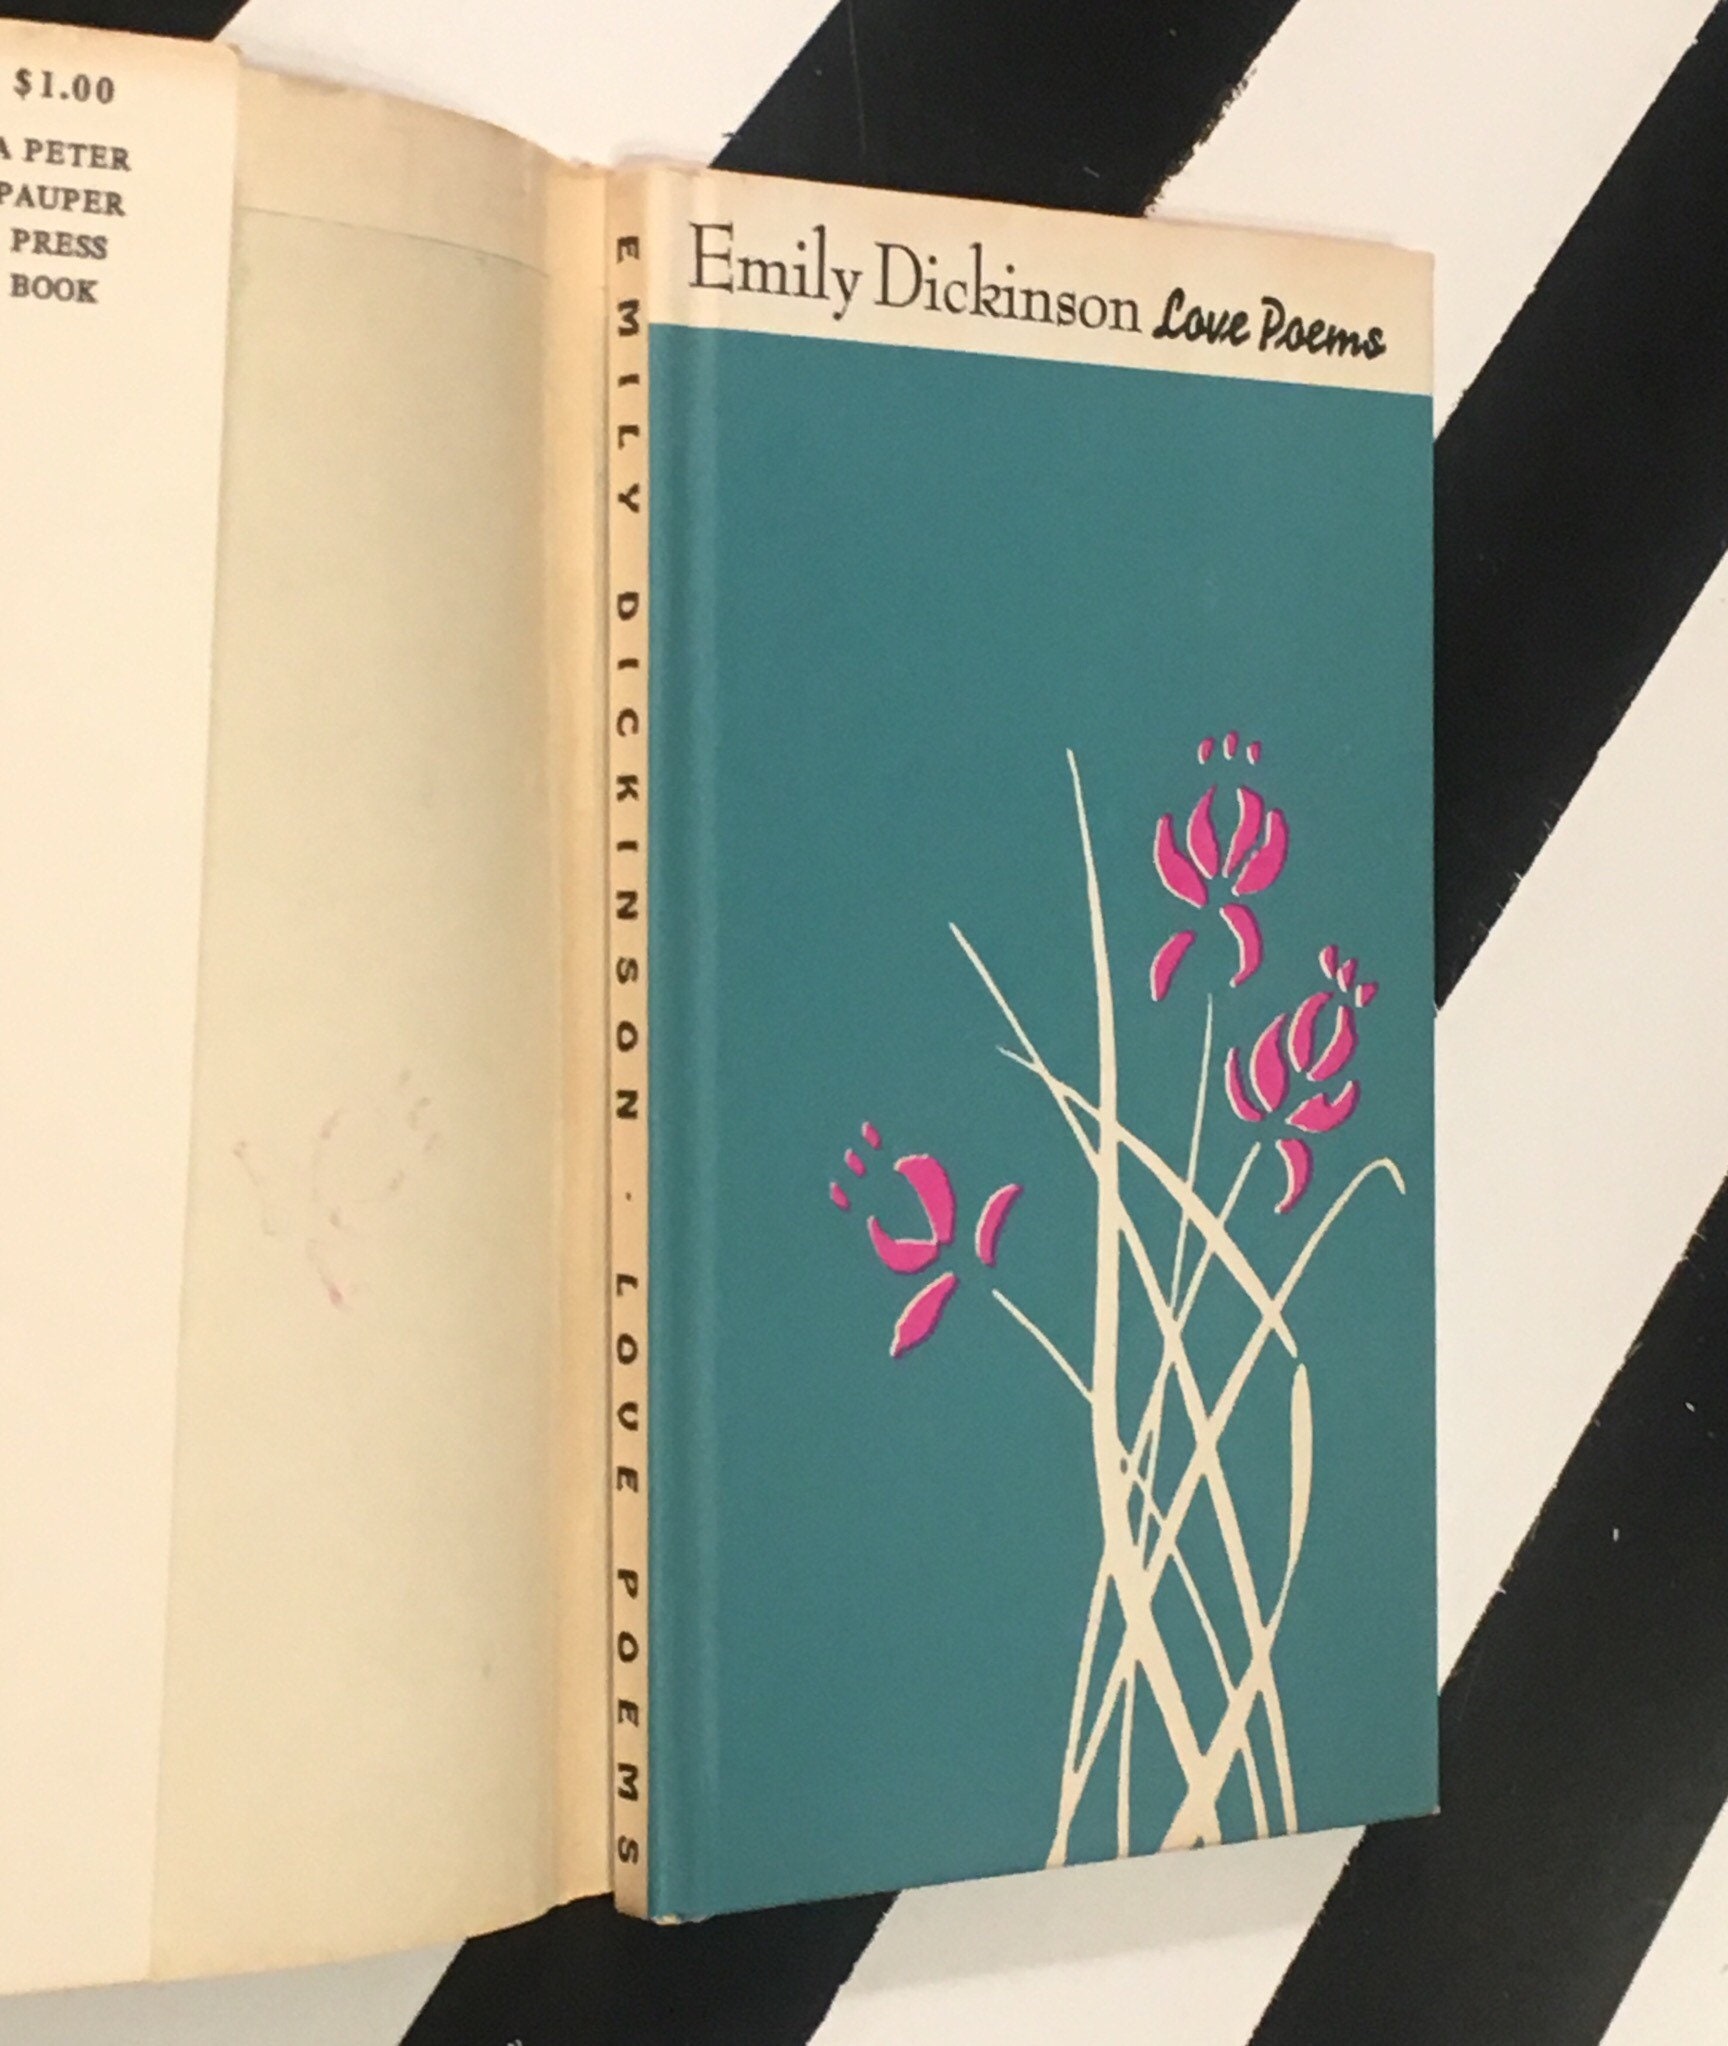 $1.00
A PETER
PAUPER
PRESS
BOOK
EMILY DICKINSON · LOVE POEMS
Emily Dickinson Love Poems